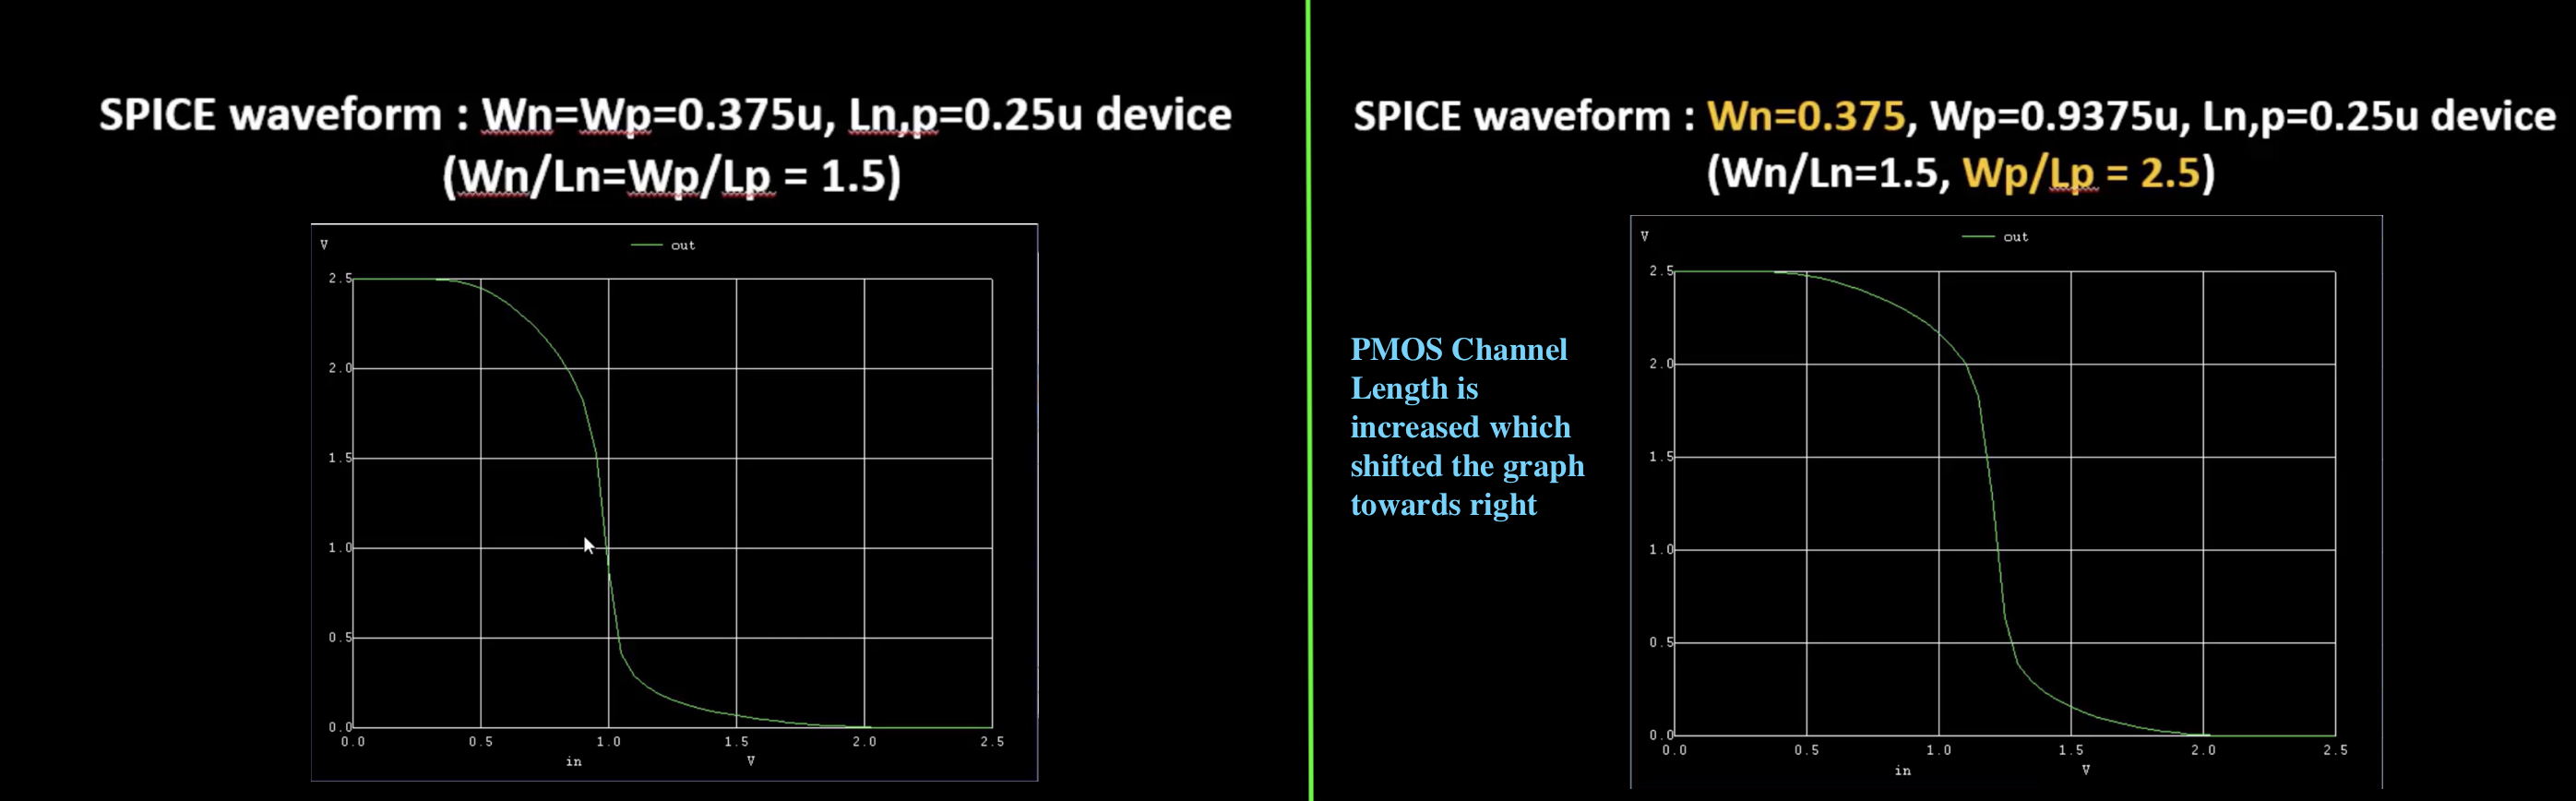 SPICE waveform : Wn=Wp=0.375u, Ln,p=0.25u device
(Wn/Ln=Wp/Lp = 1.5)
V
out
2.5
2.0
1.5
1.0
0.5
0.0
0.0 0.5 1.0 1.5 2.0 2.5
in V
SPICE waveform : Wn=0.375, Wp=0.9375u, Ln,p=0.25u device
(Wn/Ln=1.5, Wp/Lp = 2.5)
PMOS Channel
Length is
increased which
shifted the graph
towards right
V
out
2.5
2.0
1.5
1.0
0.5
0.0
0.0 0.5 1.0 1.5 2.0 2.5
in V